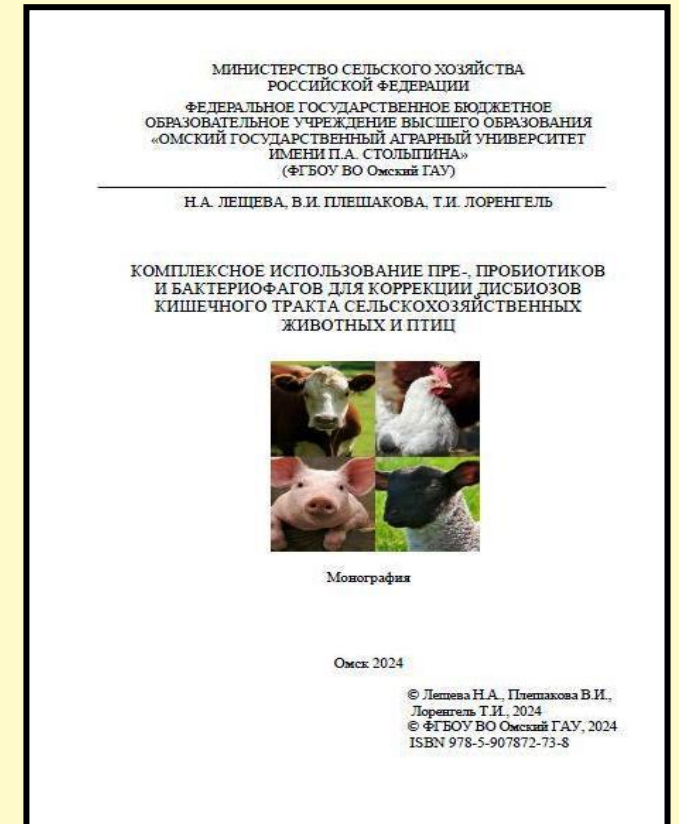 МИНИСТЕРСТВО СЕЛЬСКОГО ХОЗЯЙСТВА
РОССИЙСКОЙ ФЕДЕРАЦИИ
ФЕДЕРАЛЬНОЕ ГОСУДАРСТВЕННОЕ БЮДЖЕТНОЕ
ОБРАЗОВАТЕЛЬНОЕ УЧРЕЖДЕНИЕ ВЫСШЕГО ОБРАЗОВАНИЯ
«ОМСКИЙ ГОСУДАРСТВЕННЫЙ АГРАРНЫЙ УНИВЕРСИТЕТ
ИМЕНИ П.А. СТОЛЫПИНА»
(ФГБОУ ВО Омский ГАУ)
Н.А. ЛЕЩЕВА, В.И. ПЛЕШАКОВА, Т.И. ЛОРЕНГЕЛЬ
КОМПЛЕКСНОЕ ИСПОЛЬЗОВАНИЕ ПРЕ-, ПРОБИОТИКОВ
И БАКТЕРИОФАГОВ ДЛЯ КОРРЕКЦИИ ДИСБИОЗОВ
КИШЕЧНОГО ТРАКТА СЕЛЬСКОХОЗЯЙСТВЕННЫХ
ЖИВОТНЫХ И ПТИЦ
Монография
Омск 2024
© Лещева Н.А., Плешакова В.И.,
Лоренгель Т.И., 2024
© ФГБОУ ВО Омский ГАУ, 2024
ISBN 978-5-907872-73-8